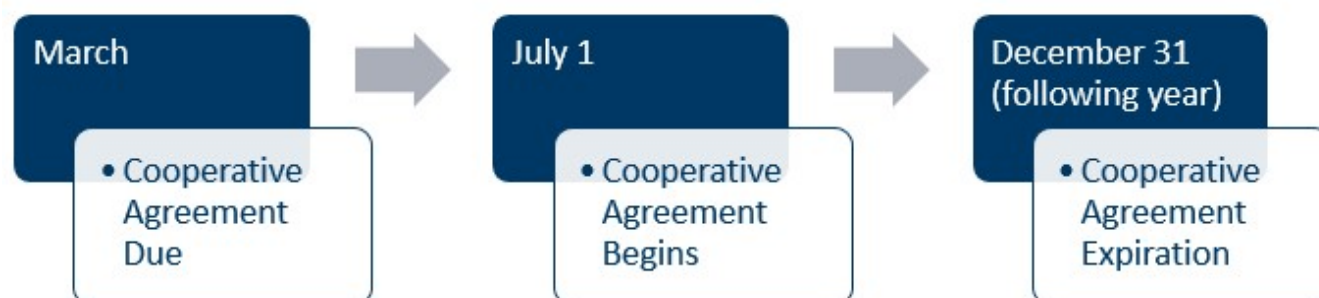 March
• Cooperative
Agreement
Due
July 1
• Cooperative
Agreement
Begins
December 31
(following year)
• Cooperative
Agreement
Expiration